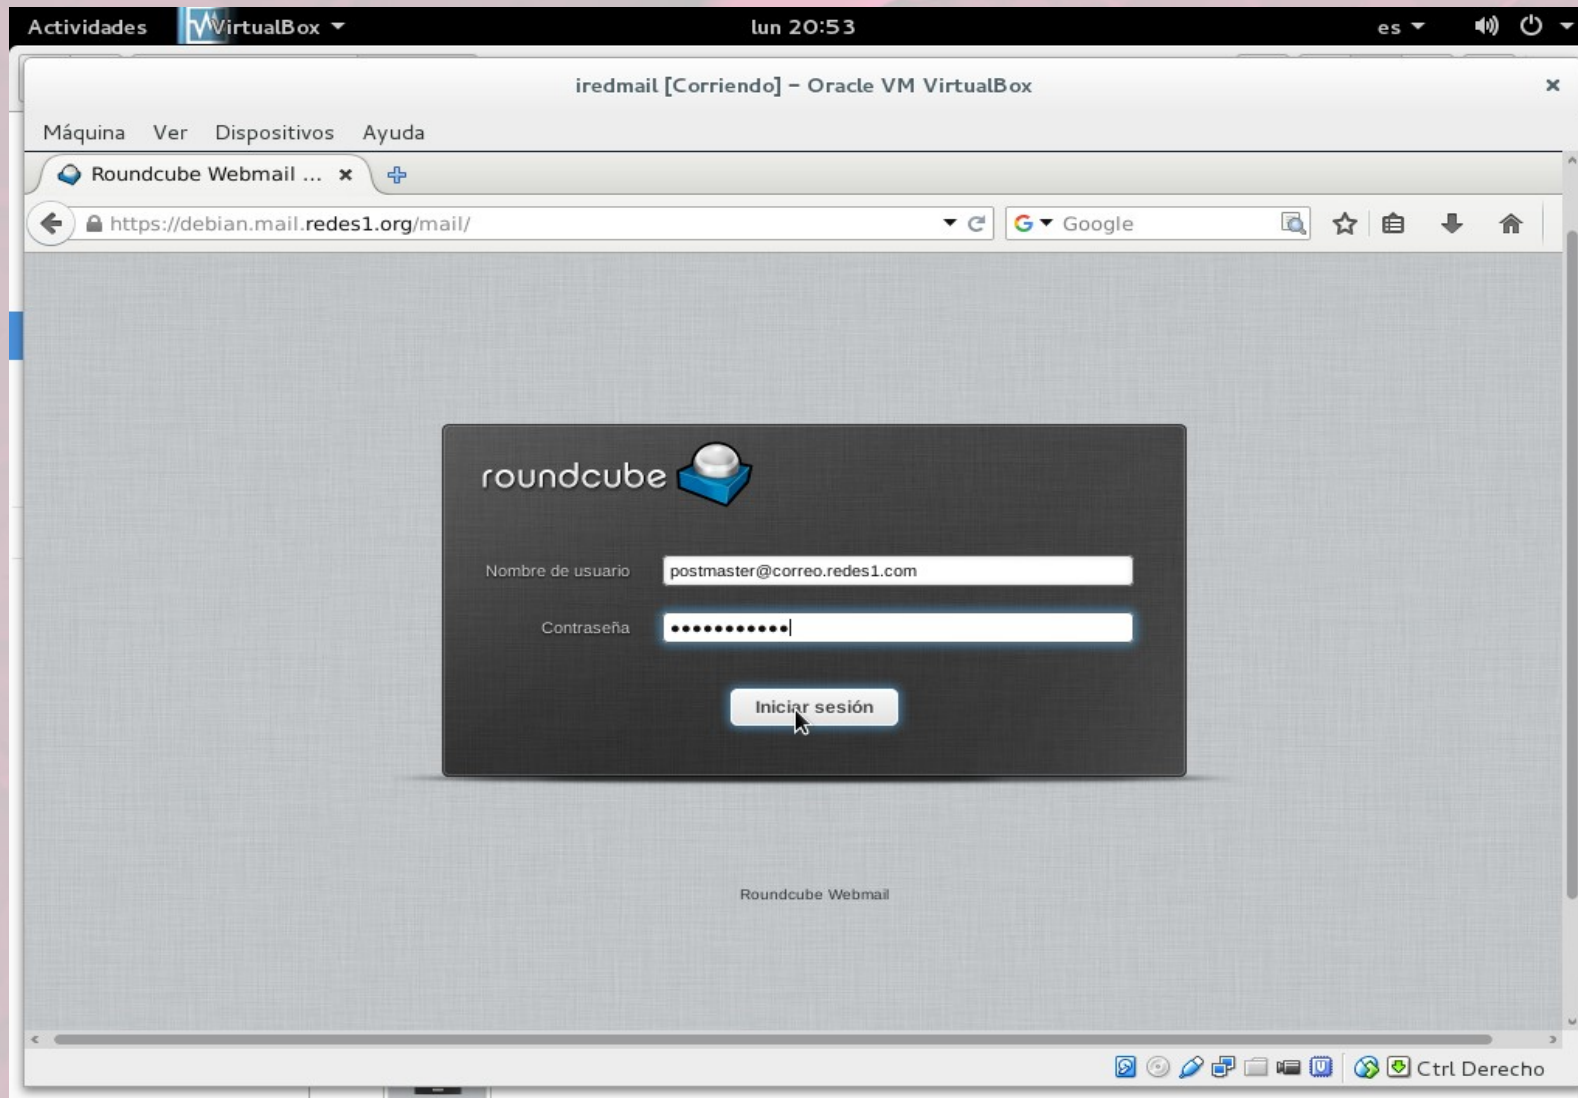 Actividades VirtualBox lun 20:53 es
iredmail [Corriendo] – Oracle VM VirtualBox
Máquina Ver Dispositivos Ayuda
Roundcube Webmail ...
https://debian.mail.redes1.org/mail/ Google
roundcube
Nombre de usuario postmaster@correo.redes1.com
Contraseña •••••••••••
Iniciar sesión
Roundcube Webmail
Ctrl Derecho